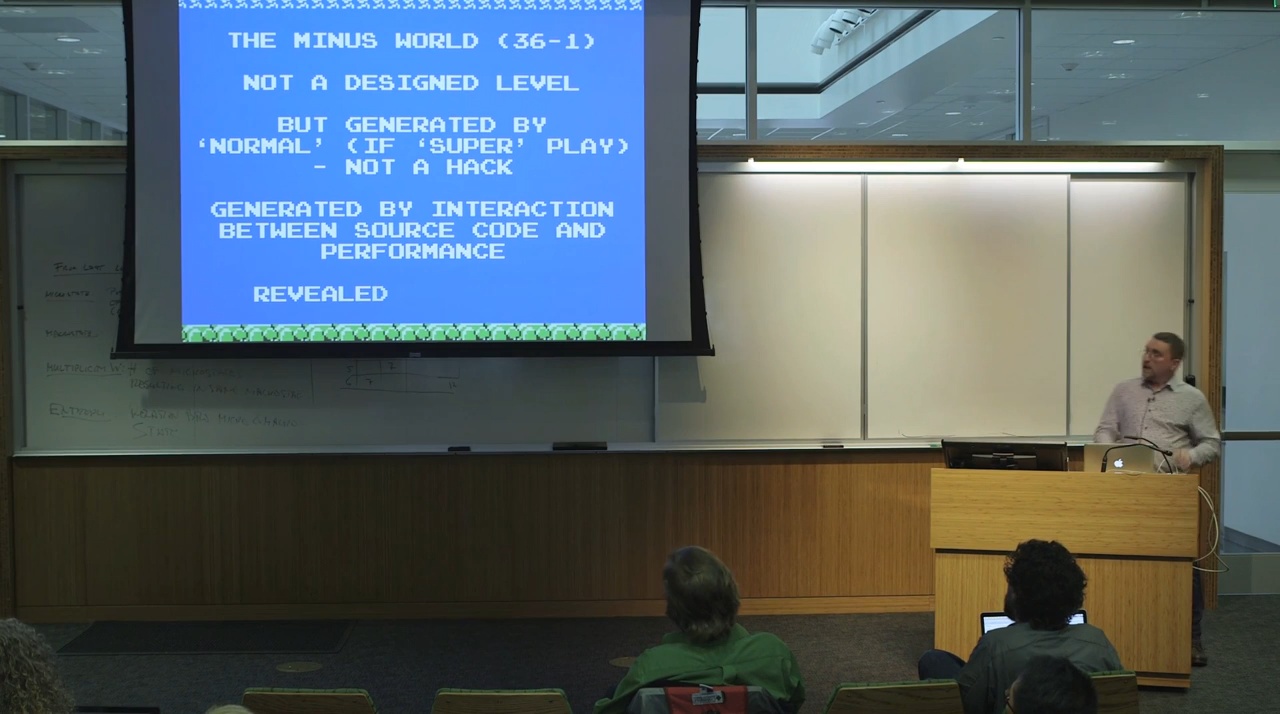 THE MINUS WORLD (36-1)
NOT A DESIGNED LEVEL
BUT GENERATED BY
‘NORMAL’ (IF ‘SUPER’ PLAY)
- NOT A HACK
GENERATED BY INTERACTION
BETWEEN SOURCE CODE AND
PERFORMANCE
REVEALED